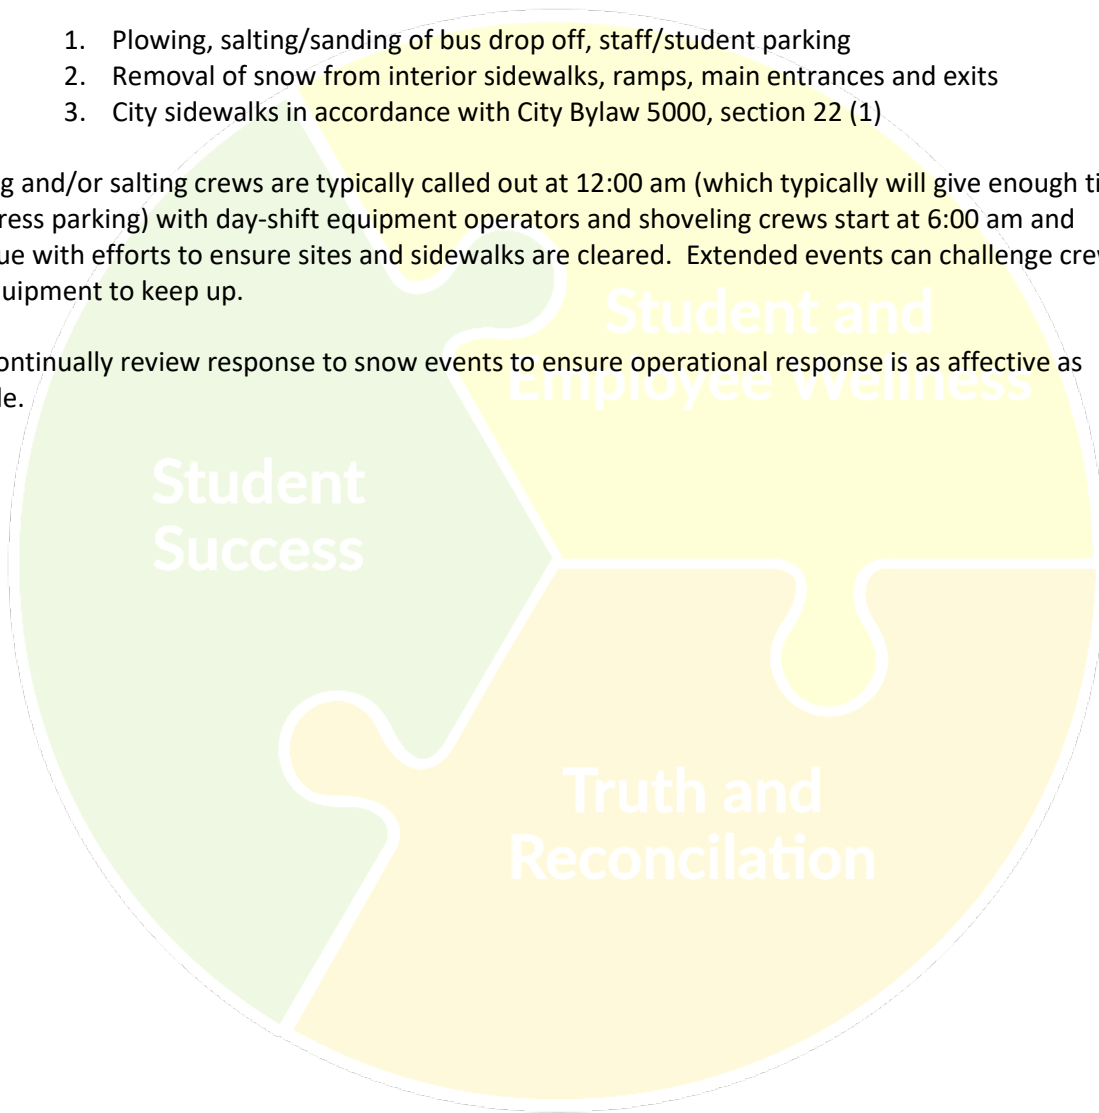 1. Plowing, salting/sanding of bus drop off, staff/student parking
2. Removal of snow from interior sidewalks, ramps, main entrances and exits
3. City sidewalks in accordance with City Bylaw 5000, section 22 (1)
g and/or salting crews are typically called out at 12:00 am (which typically will give enough ti
ress parking) with day-shift equipment operators and shoveling crews start at 6:00 am and
ue with efforts to ensure sites and sidewalks are cleared. Extended events can challenge crew
uipment to keep up.
ontinually review response to snow events to ensure operational response is as affective as
le.
Student and
Employee Wellness
Student
Success
Truth and
Reconcilation